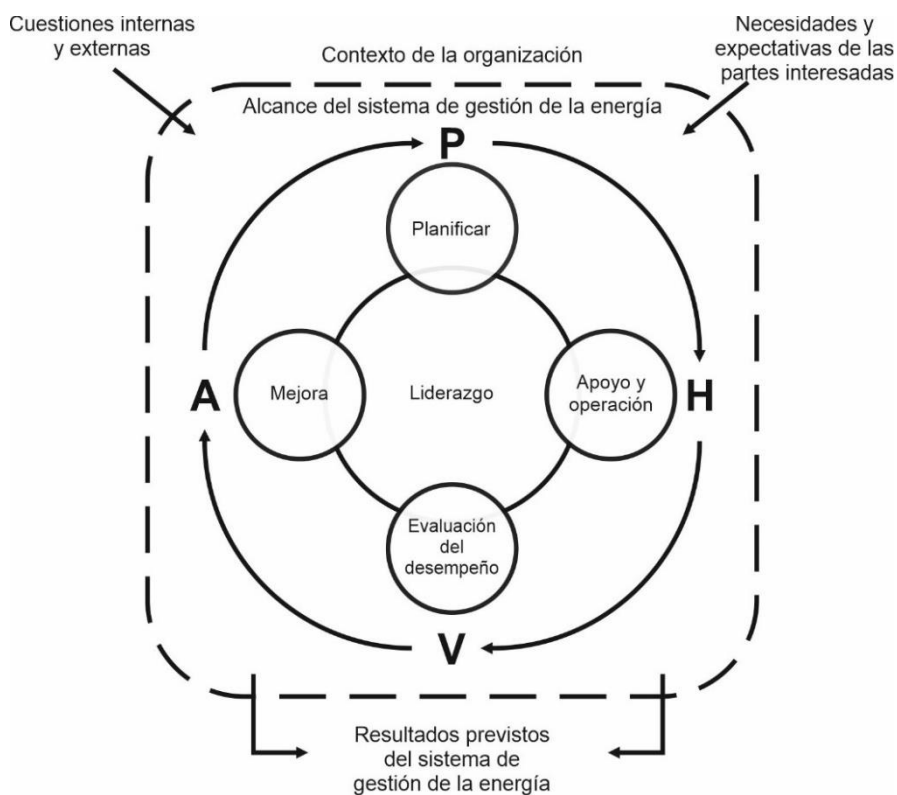 Cuestiones internas
y externas
Necesidades y
expectativas de las
partes interesadas
Contexto de la organización
Alcance del sistema de gestión de la energía
P
Planificar
A
Mejora
Liderazgo
Apoyo y
operación
H
Evaluación
del
desempeño
V
Resultados previstos
del sistema de
gestión de la energía